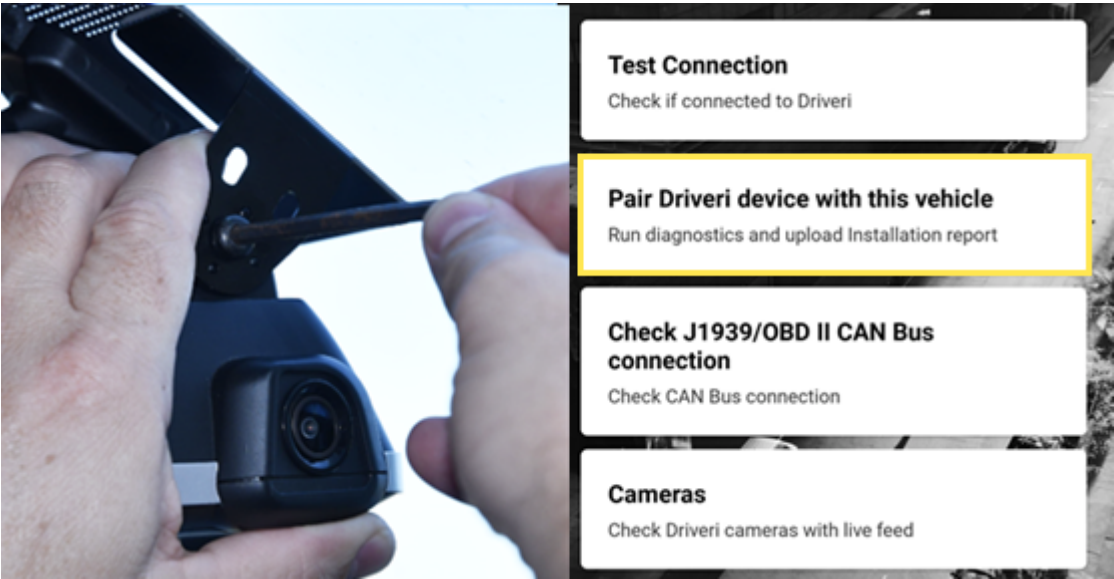 Test Connection
Check if connected to Driveri
Pair Driveri device with this vehicle
Run diagnostics and upload Installation report
Check J1939/OBD II CAN Bus
connection
Check CAN Bus connection
Cameras
Check Driveri cameras with live feed